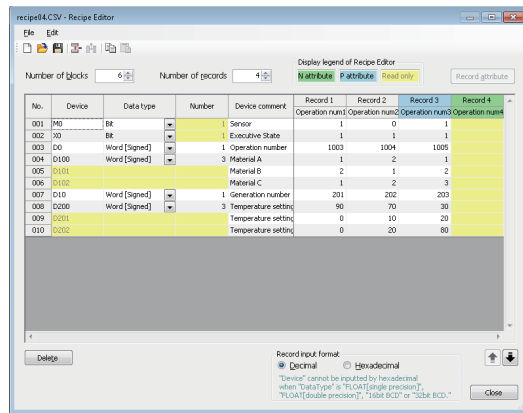 recipe04.CSV - Recipe Editor
File Edit
Number of blocks 6 Number of records 4
Display legend of Recipe Editor
N attribute P attribute Read only
Record attribute
No. Device Data type Number Device comment Record 1 Record 2 Record 3 Record 4
Operation num1 Operation num2 Operation num3 Operation num4
001 M0 Bit 1 Sensor 1 0 1
002 X0 Bit 1 Executive State 1 1 1
003 D0 Word [Signed] 1 Operation number 1003 1004 1005
004 D100 Word [Signed] 3 Material A 1 2 1
005 D101 Material B 2 1 2
006 D102 Material C 1 2 3
007 D10 Word [Signed] 1 Generation number 201 202 203
008 D200 Word [Signed] 3 Temperature setting 90 70 30
009 D201 Temperature setting 0 10 20
010 D202 Temperature setting 0 20 80
Delete
Record input format
Decimal Hexadecimal
"Device" cannot be inputted by hexadecimal
when "DataType" is "FLOAT[single precision]",
"FLOAT[double precision]", "16bit BCD" or "32bit BCD."
Close